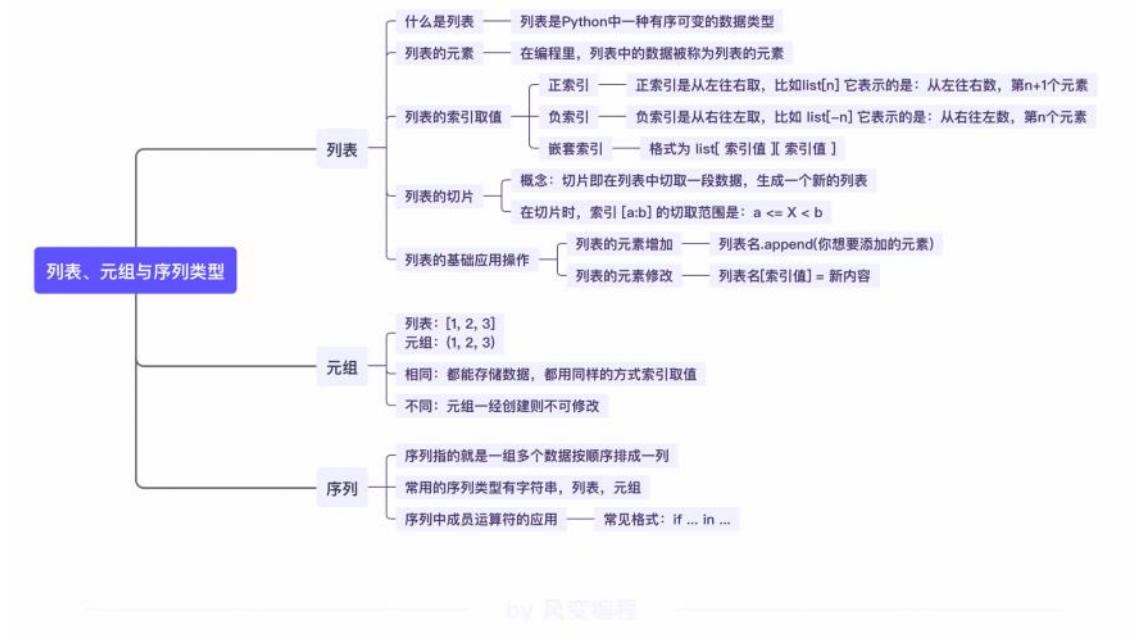 列表、元组与序列类型
列表
什么是列表
列表是Python中一种有序可变的数据类型
列表的元素
在编程里，列表中的数据被称为列表的元素
列表的索引取值
正索引
正索引是从左往右取，比如list[n] 它表示的是：从左往右数，第n+1个元素
负索引
负索引是从右往左取，比如 list[-n] 它表示的是：从右往左数，第n个元素
嵌套索引
格式为 list[ 索引值 ][ 索引值 ]
列表的切片
概念：切片即在列表中切取一段数据，生成一个新的列表
在切片时，索引 [a:b] 的切取范围是：a <= X < b
列表的基础应用操作
列表的元素增加
列表名.append(你想要添加的元素)
列表的元素修改
列表名[索引值] = 新内容
元组
列表：[1, 2, 3]
元组：(1, 2, 3)
相同：都能存储数据，都用同样的方式索引取值
不同：元组一经创建则不可修改
序列
序列指的就是一组多个数据按顺序排成一列
常用的序列类型有字符串，列表，元组
序列中成员运算符的应用
常见格式：if ... in ...
by 风变编程